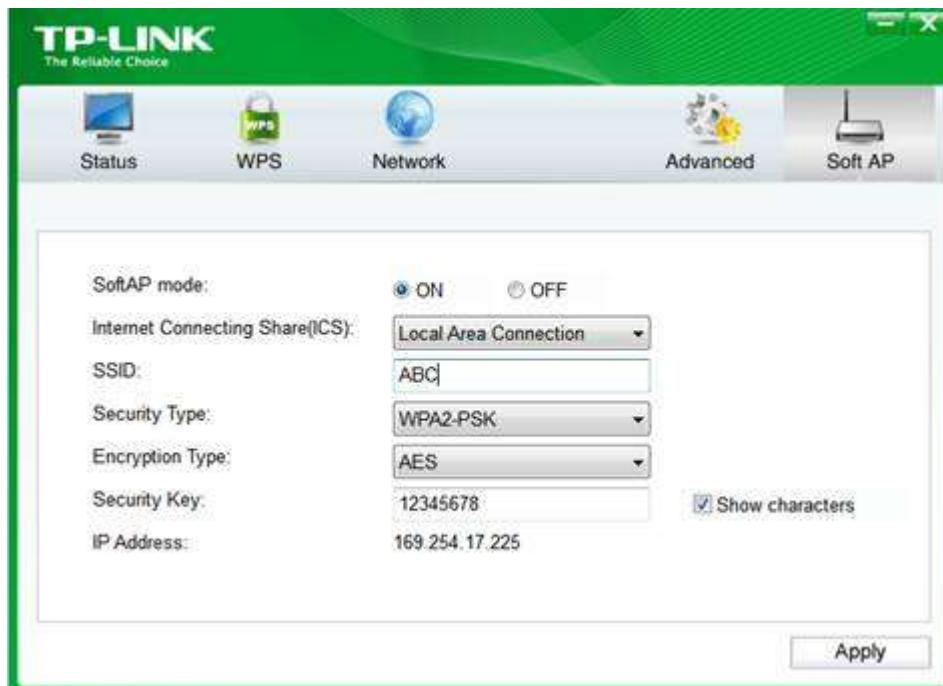 TP-LINK
The Reliable Choice
Status WPS Network Advanced Soft AP
WPS
SoftAP mode: ON OFF
Internet Connecting Share(ICS): Local Area Connection
SSID: ABC
Security Type: WPA2-PSK
Encryption Type: AES
Security Key: 12345678 Show characters
IP Address: 169.254.17.225
Apply